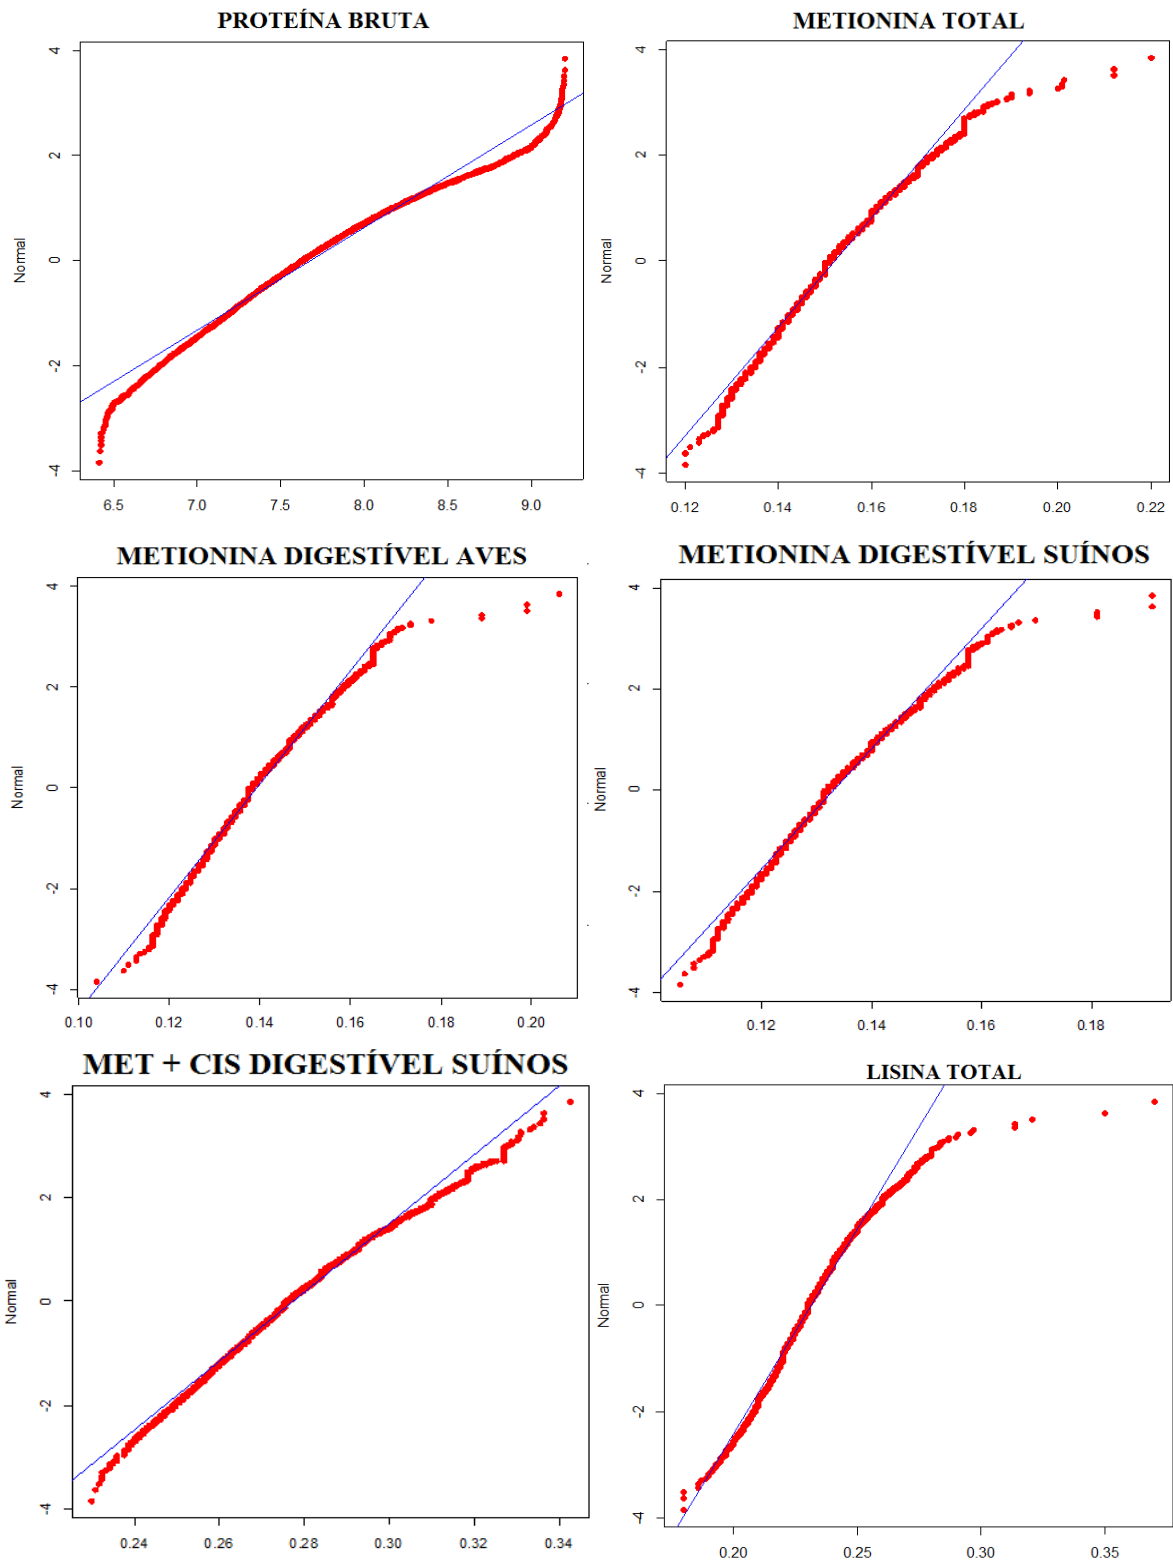 PROTEÍNA BRUTA
4
2
0
-2
-4
Normal
6.5 7.0 7.5 8.0 8.5 9.0
METIONINA TOTAL
4
2
0
-2
-4
Normal
0.12 0.14 0.16 0.18 0.20 0.22
METIONINA DIGESTÍVEL AVES
4
2
0
-2
-4
Normal
0.10 0.12 0.14 0.16 0.18 0.20
METIONINA DIGESTÍVEL SUÍNOS
4
2
0
-2
-4
Normal
0.12 0.14 0.16 0.18
MET + CIS DIGESTÍVEL SUÍNOS
4
2
0
-2
-4
Normal
0.24 0.26 0.28 0.30 0.32 0.34
LISINA TOTAL
4
2
0
-2
-4
Normal
0.20 0.25 0.30 0.35